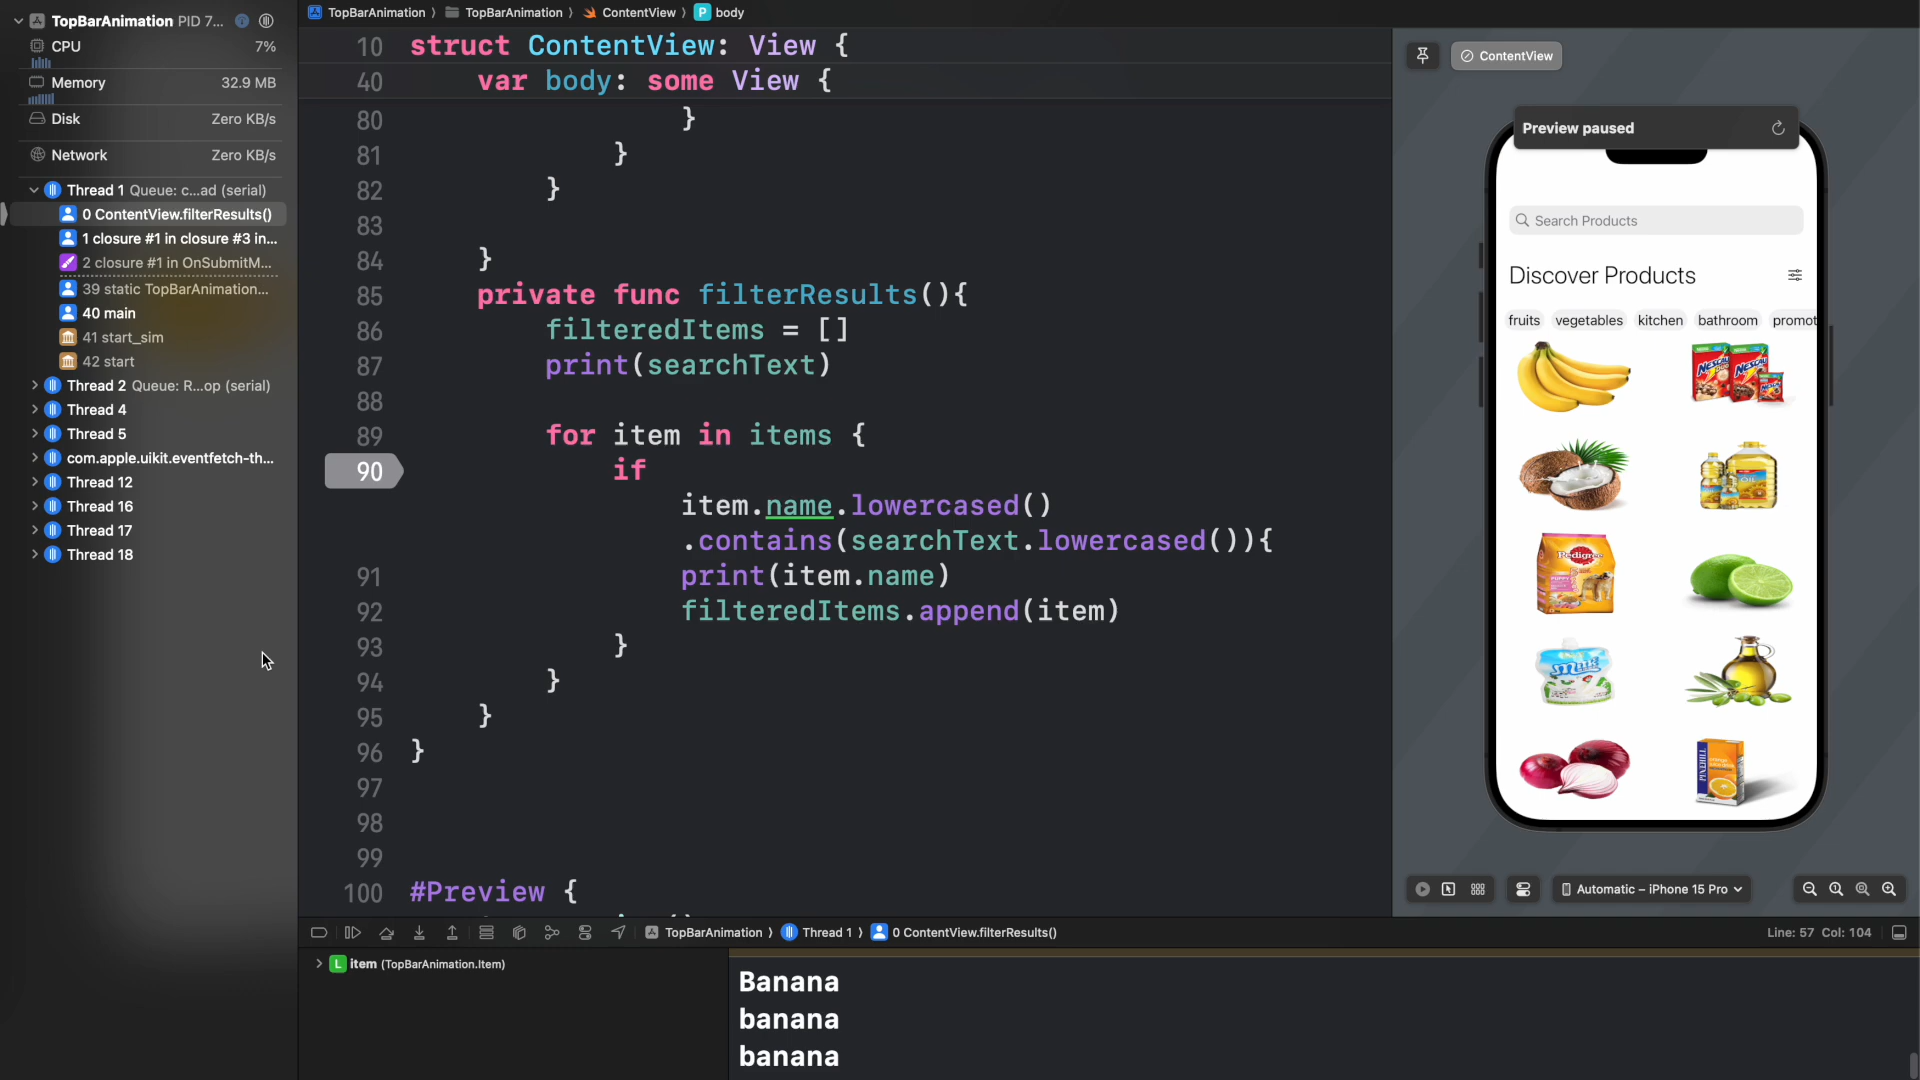 TopBarAnimation PID 7...
CPU 7%
Memory 32.9 MB
Disk Zero KB/s
Network Zero KB/s
Thread 1 Queue: c...ad (serial)
0 ContentView.filterResults()
1 closure #1 in closure #3 in...
2 closure #1 in OnSubmitM...
39 static TopBarAnimation...
40 main
41 start_sim
42 start
Thread 2 Queue: R...op (serial)
Thread 4
Thread 5
com.apple.uikit.eventfetch-th...
Thread 12
Thread 16
Thread 17
Thread 18
TopBarAnimation ⟩ TopBarAnimation ⟩ ContentView ⟩ P body
10 struct ContentView: View {
40 var body: some View {
80 }
81 }
82 }
83
84 }
85 private func filterResults(){
86 filteredItems = []
87 print(searchText)
88
89 for item in items {
90 if
item.name.lowercased()
.contains(searchText.lowercased()){
91 print(item.name)
92 filteredItems.append(item)
93 }
94 }
95 }
96 }
97
98
99
100 #Preview {
ContentView
Preview paused
Search Products
Discover Products
fruits vegetables kitchen bathroom promot
NESCAU NESCAU
OIL
Pedigree
PUPPY
Milk
PINEHILL
Automatic – iPhone 15 Pro
TopBarAnimation ⟩ Thread 1 ⟩ 0 ContentView.filterResults()
Line: 57 Col: 104
L item (TopBarAnimation.Item)
Banana
banana
banana